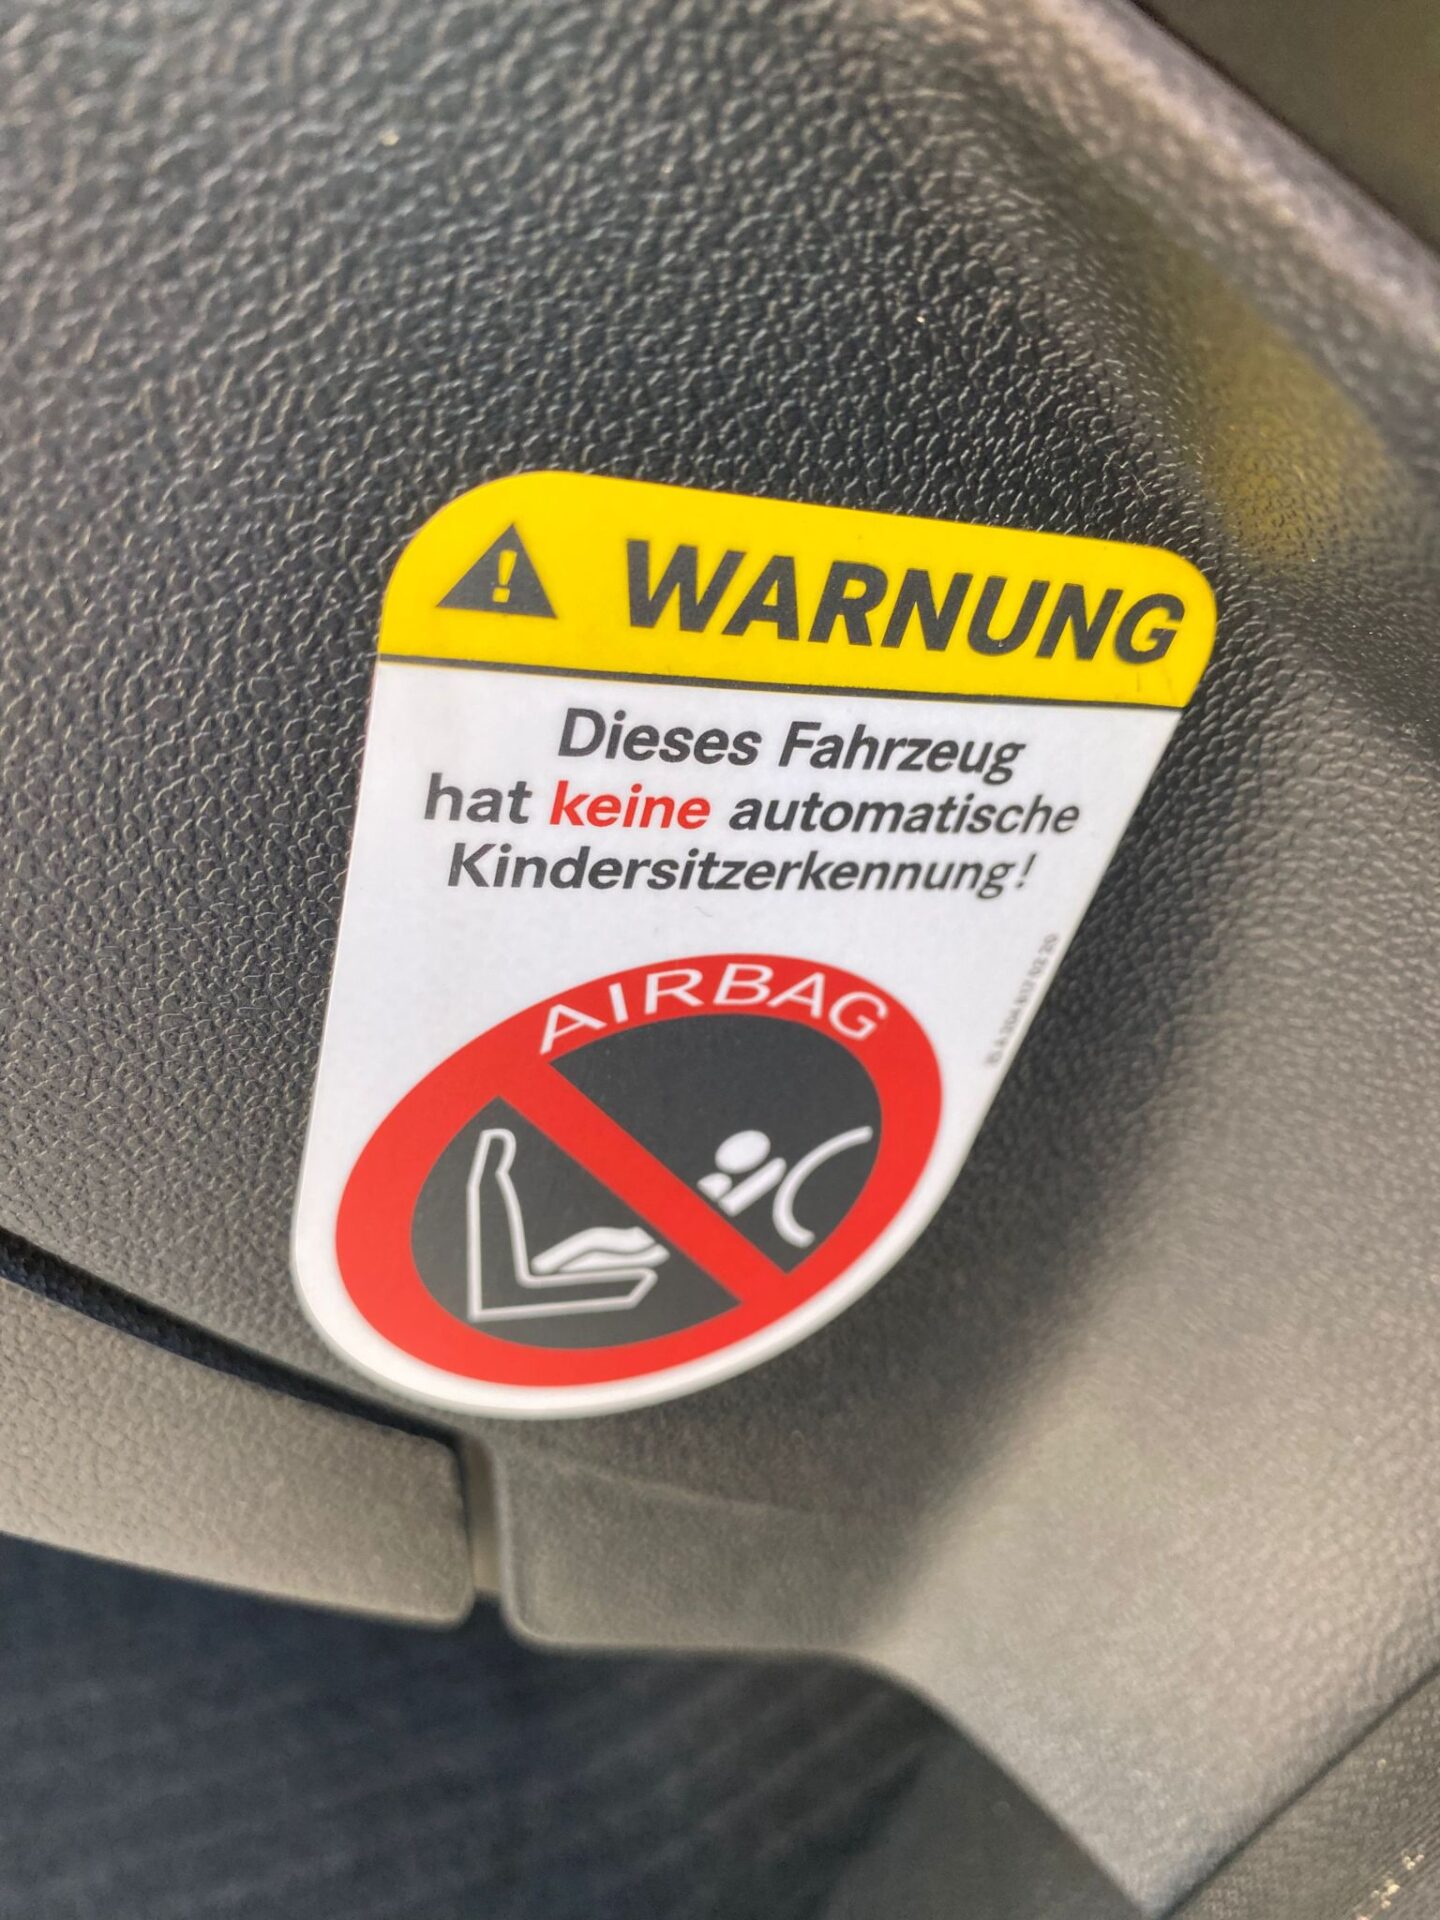 WARNUNG
Dieses Fahrzeug
hat keine automatische
Kindersitzerkennung!
AIRBAG